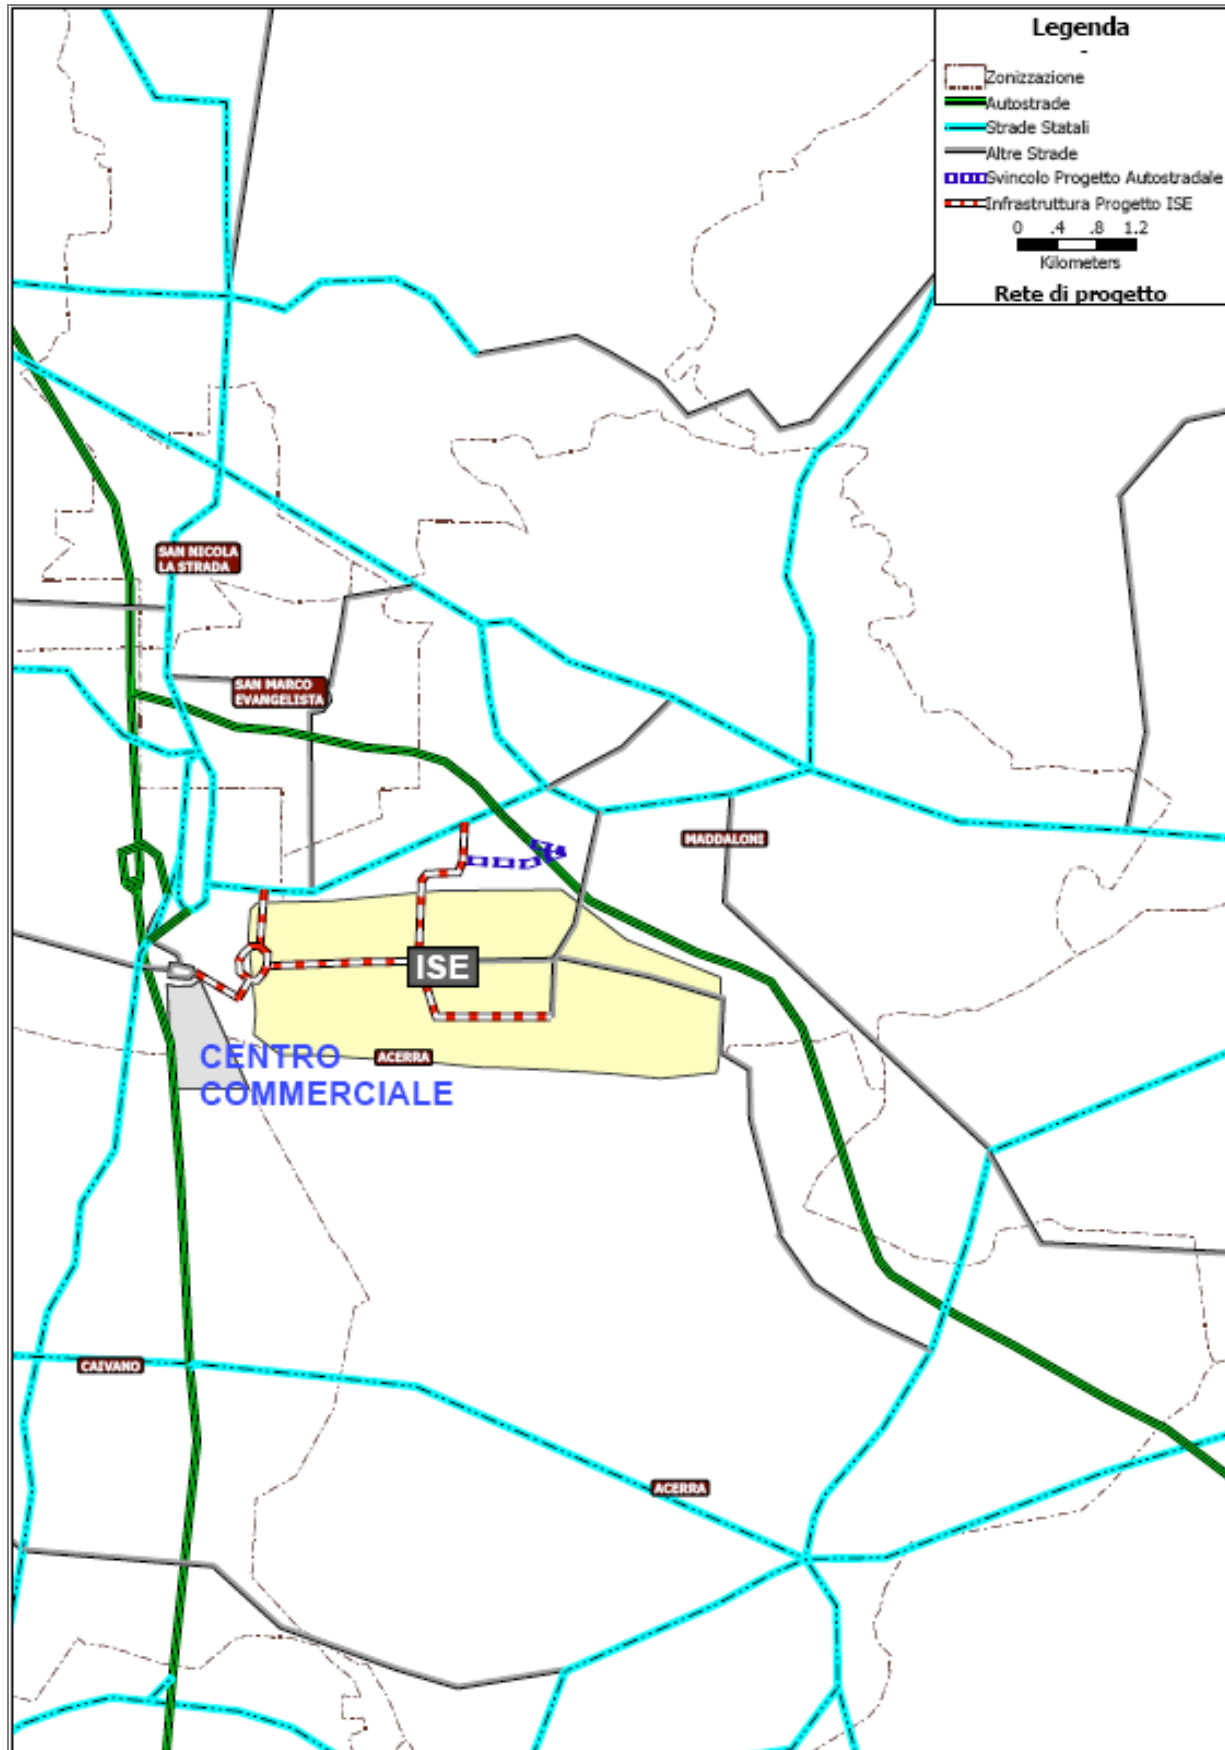 Legenda
-
Zonizzazione
Autostrade
Strade Statali
Altre Strade
Svincolo Progetto Autostradale
Infrastruttura Progetto ISE
0 .4 .8 1.2
Kilometers
Rete di progetto
SAN NICOLA
LA STRADA
SAN MARCO
EVANGELISTA
MADDALONI
ISE
CENTRO
COMMERCIALE
ACERRA
CAIVANO
ACERRA